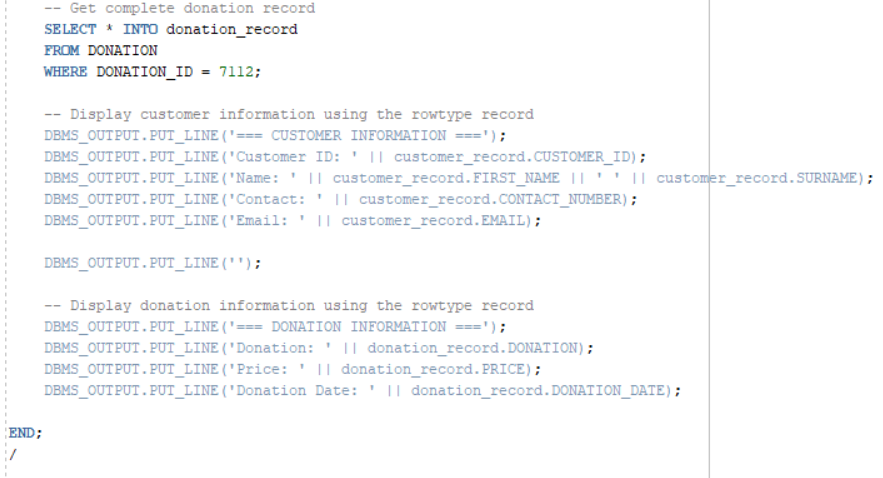 -- Get complete donation record
SELECT * INTO donation_record
FROM DONATION
WHERE DONATION_ID = 7112;
-- Display customer information using the rowtype record
DBMS_OUTPUT.PUT_LINE('=== CUSTOMER INFORMATION ===');
DBMS_OUTPUT.PUT_LINE('Customer ID: ' || customer_record.CUSTOMER_ID);
DBMS_OUTPUT.PUT_LINE('Name: ' || customer_record.FIRST_NAME || ' ' || customer_record.SURNAME);
DBMS_OUTPUT.PUT_LINE('Contact: ' || customer_record.CONTACT_NUMBER);
DBMS_OUTPUT.PUT_LINE('Email: ' || customer_record.EMAIL);
DBMS_OUTPUT.PUT_LINE('');
-- Display donation information using the rowtype record
DBMS_OUTPUT.PUT_LINE('=== DONATION INFORMATION ===');
DBMS_OUTPUT.PUT_LINE('Donation: ' || donation_record.DONATION);
DBMS_OUTPUT.PUT_LINE('Price: ' || donation_record.PRICE);
DBMS_OUTPUT.PUT_LINE('Donation Date: ' || donation_record.DONATION_DATE);
END;
/